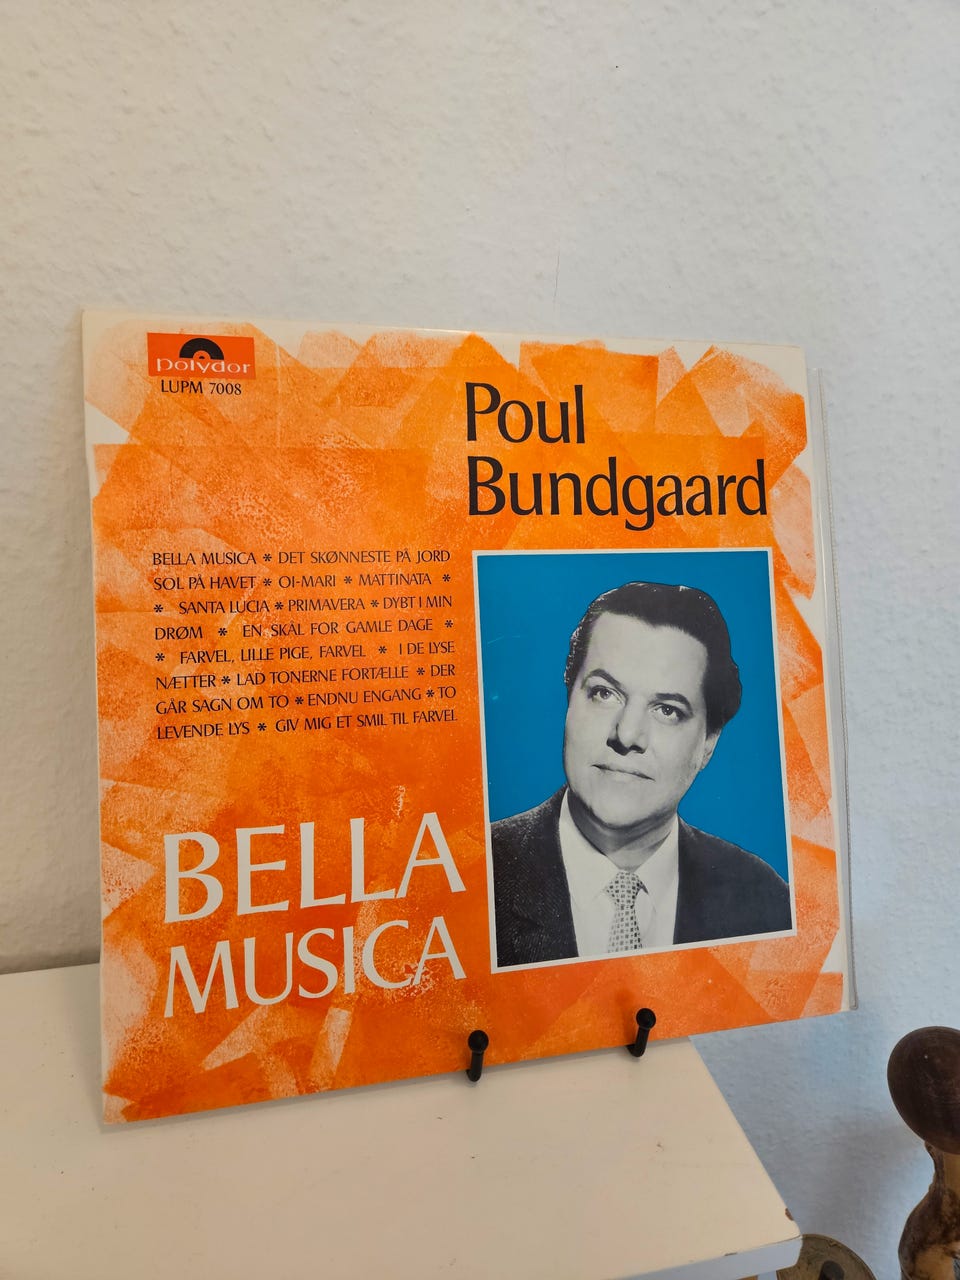 polydor
LUPM 7008
Poul
Bundgaard
BELLA MUSICA * DET SKØNNESTE PÅ JORD
SOL PÅ HAVET * OI-MARI * MATTINATA *
* SANTA LUCIA * PRIMAVERA * DYBT I MIN
DRØM * EN SKÅL FOR GAMLE DAGE *
* FARVEL, LILLE PIGE, FARVEL * I DE LYSE
NÆTTER * LAD TONERNE FORTÆLLE * DER
GÅR SAGN OM TO * ENDNU ENGANG * TO
LEVENDE LYS * GIV MIG ET SMIL TIL FARVEL
BELLA
MUSICA